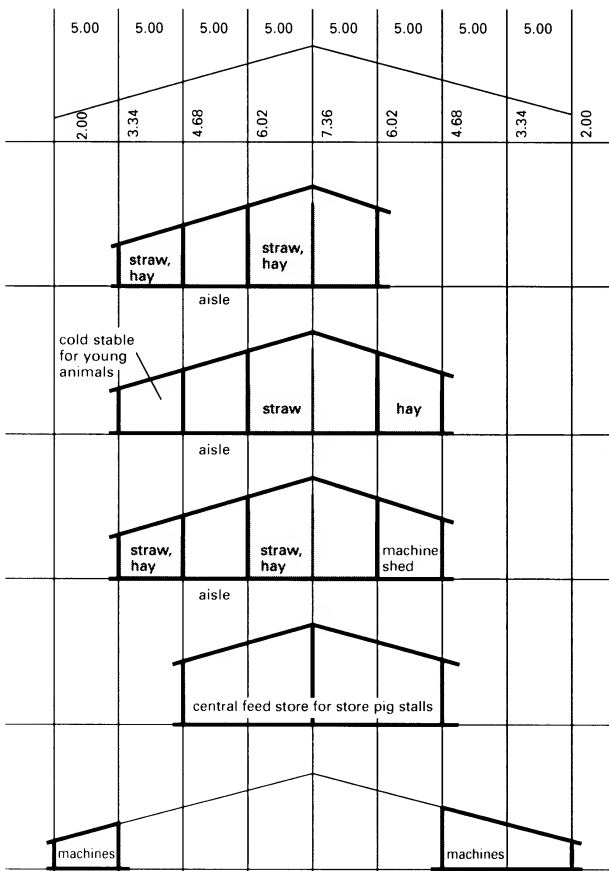 5.00 5.00 5.00 5.00 5.00 5.00 5.00 5.00
2.00 3.34 4.68 6.02 7.36 6.02 4.68 3.34 2.00
straw,
hay
straw,
hay
aisle
cold stable
for young
animals
straw
hay
aisle
straw,
hay
straw,
hay
machine
shed
aisle
central feed store for store pig stalls
machines
machines